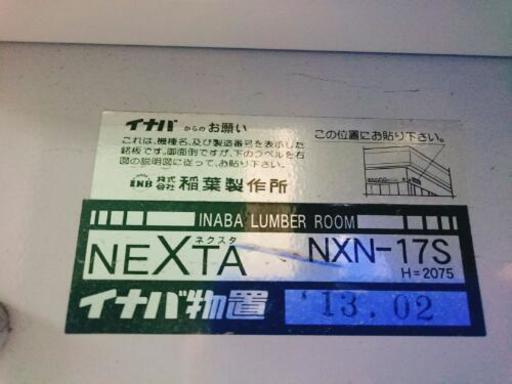 イナバ からの お願い
これは、機種名、及び製造番号を表示した
銘板です。御面倒ですが、下のラベルを右
図の説明図に従って、お貼り下さい。
INB 株式会社 稲葉製作所
この位置にお貼り下さい。
INABA LUMBER ROOM
ネクスタ
NEXTA
NXN-17S
H=2075
イナバ物置
'13.02